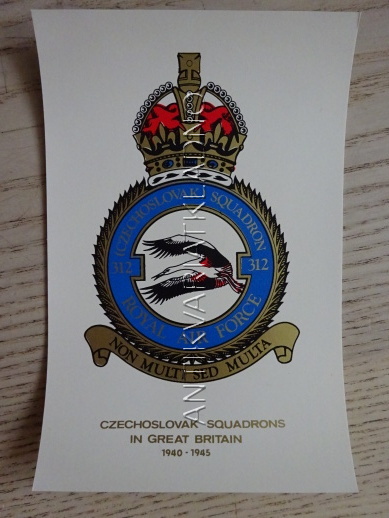 (CZECHOSLOVAK) SQUADRON
312 312
ROYAL AIR FORCE
NON MULTI SED MULTA
CZECHOSLOVAK SQUADRONS
IN GREAT BRITAIN
1940 - 1945